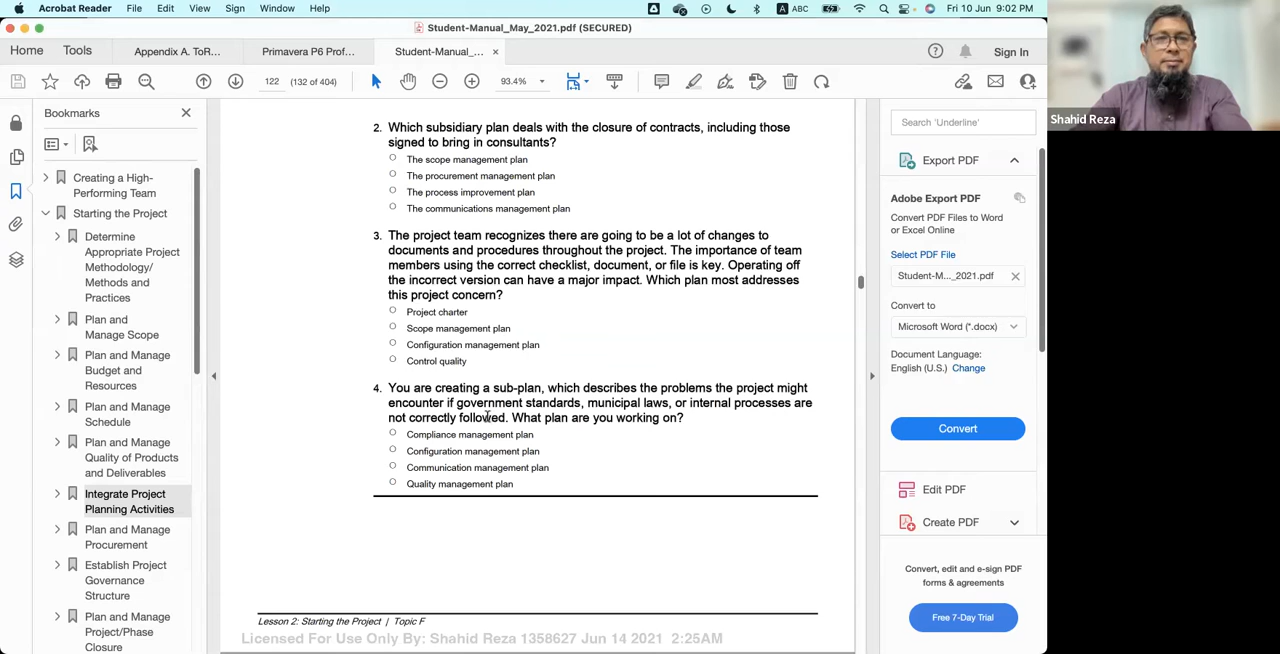 Acrobat Reader File Edit View Sign Window Help
ABC Fri 10 Jun 9:02 PM
Student-Manual_May_2021.pdf (SECURED)
Home Tools Appendix A. ToR... Primavera P6 Prof... Student-Manual_... × Sign In
122 (132 of 404) 93.4%
Bookmarks
Creating a High-
Performing Team
Starting the Project
Determine
Appropriate Project
Methodology/
Methods and
Practices
Plan and
Manage Scope
Plan and Manage
Budget and
Resources
Plan and Manage
Schedule
Plan and Manage
Quality of Products
and Deliverables
Integrate Project
Planning Activities
Plan and Manage
Procurement
Establish Project
Governance
Structure
Plan and Manage
Project/Phase
Closure
2. Which subsidiary plan deals with the closure of contracts, including those
signed to bring in consultants?
The scope management plan
The procurement management plan
The process improvement plan
The communications management plan
3. The project team recognizes there are going to be a lot of changes to
documents and procedures throughout the project. The importance of team
members using the correct checklist, document, or file is key. Operating off
the incorrect version can have a major impact. Which plan most addresses
this project concern?
Project charter
Scope management plan
Configuration management plan
Control quality
4. You are creating a sub-plan, which describes the problems the project might
encounter if government standards, municipal laws, or internal processes are
not correctly followed. What plan are you working on?
Compliance management plan
Configuration management plan
Communication management plan
Quality management plan
Lesson 2: Starting the Project | Topic F
Licensed For Use Only By: Shahid Reza 1358627 Jun 14 2021 2:25AM
Search 'Underline'
Export PDF
Adobe Export PDF
Convert PDF Files to Word
or Excel Online
Select PDF File
Student-M..._2021.pdf
Convert to
Microsoft Word (*.docx)
Document Language:
English (U.S.) Change
Convert
Edit PDF
Create PDF
Convert, edit and e-sign PDF
forms & agreements
Free 7-Day Trial
Shahid Reza